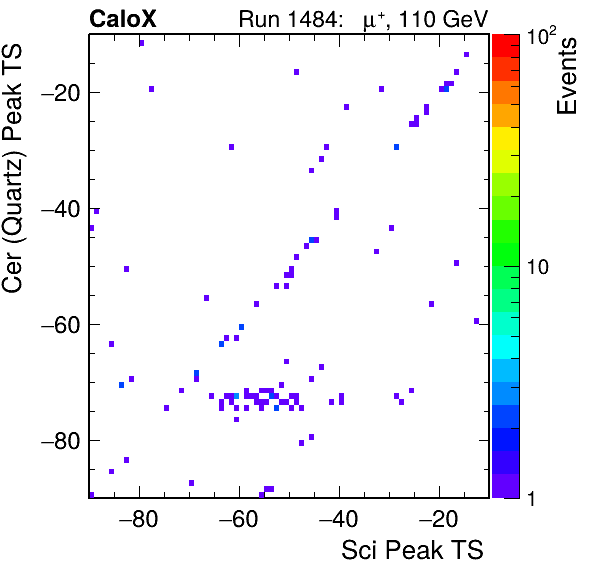 CaloX Run 1484: μ⁺, 110 GeV
Cer (Quartz) Peak TS
−20
−40
−60
−80
−80 −60 −40 −20
Sci Peak TS
10²
10
1
Events